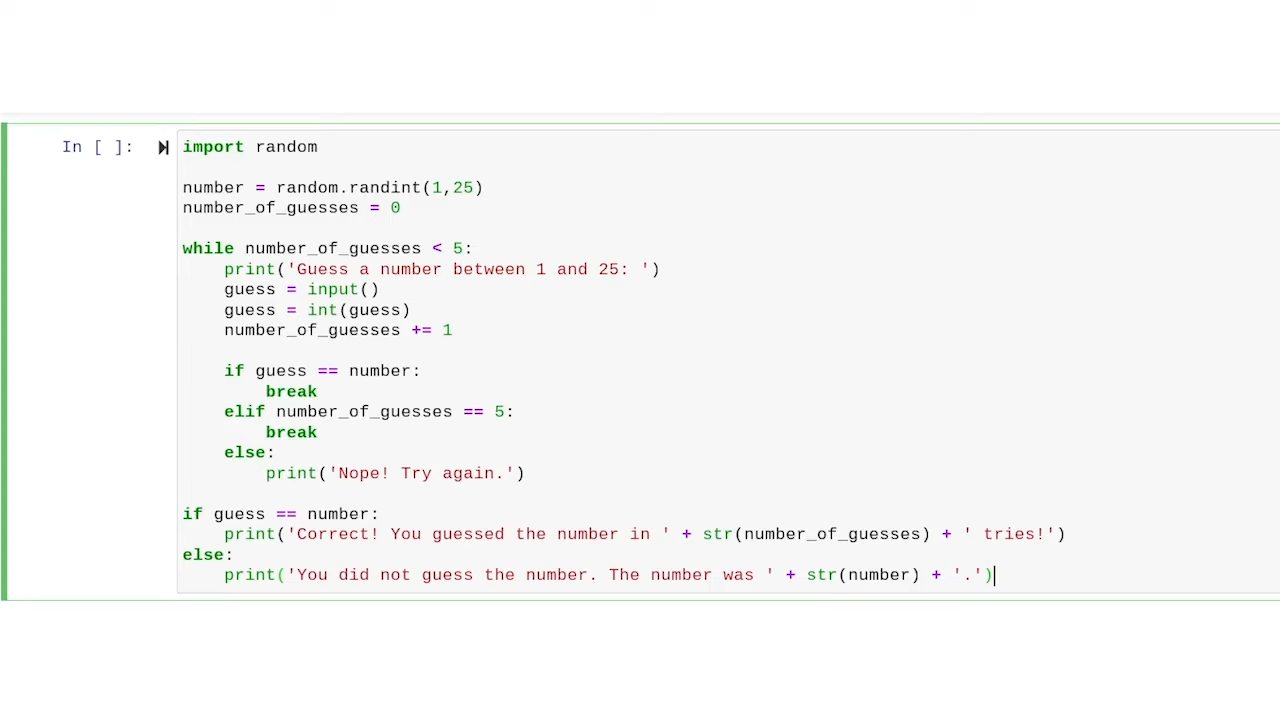 In [ ]:
import random
number = random.randint(1,25)
number_of_guesses = 0
while number_of_guesses < 5:
    print('Guess a number between 1 and 25: ')
    guess = input()
    guess = int(guess)
    number_of_guesses += 1
    if guess == number:
        break
    elif number_of_guesses == 5:
        break
    else:
        print('Nope! Try again.')
if guess == number:
    print('Correct! You guessed the number in ' + str(number_of_guesses) + ' tries!')
else:
    print('You did not guess the number. The number was ' + str(number) + '.')